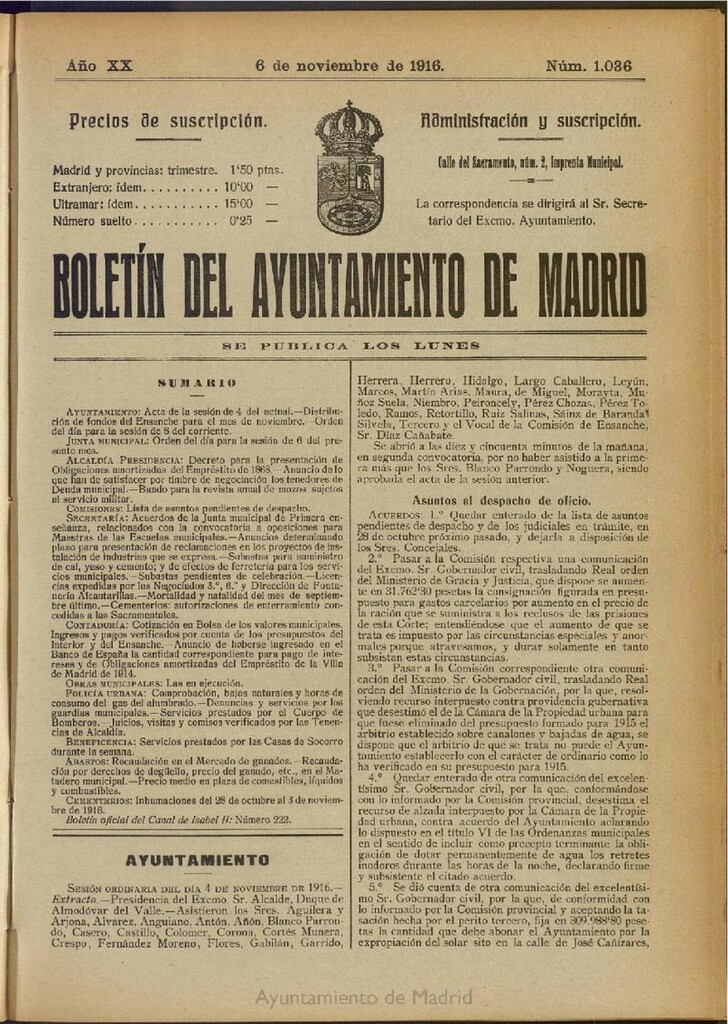 Año XX
6 de noviembre de 1916.
Núm. 1.036
Precios de suscripción.
Madrid y provincias: trimestre. 1'50 ptns.
Extranjero: ídem.......... 10'00 —
Ultramar: ídem........... 15'00 —
Número suelto........... 0'25 —
Administración y suscripción.
Calle del Sacramento, núm. 2, Imprenta Municipal.
La correspondencia se dirigirá al Sr. Secre-
tario del Excmo. Ayuntamiento.
BOLETÍN DEL AYUNTAMIENTO DE MADRID
SE PUBLICA LOS LUNES
SUMARIO
AYUNTAMIENTO: Acta de la sesión de 4 del actual.—Distribu-
ción de fondos del Ensanche para el mes de noviembre.—Orden
del día para la sesión de 8 del corriente.
JUNTA MUNICIPAL: Orden del día para la sesión de 6 del pre-
sente mes.
ALCALDÍA PRESIDENCIA: Decreto para la presentación de
Obligaciones amortizadas del Empréstito de 1868.—Anuncio de lo
que han de satisfacer por timbre de negociación los tenedores de
Deuda municipal.—Bando para la revista anual de mozos sujetos
al servicio militar.
COMISIONES: Lista de asuntos pendientes de despacho.
SECRETARÍA: Acuerdos de la Junta municipal de Primera en-
señanza, relacionados con la convocatoria a oposiciones para
Maestras de las Escuelas municipales.—Anuncios determinando
plazo para presentación de reclamaciones en los proyectos de ins-
talación de industrias que se expresa.—Subastas para suministro
de cal, yeso y cemento; y de efectos de ferretería para los servi-
cios municipales.—Subastas pendientes de celebración.—Licen-
cias expedidas por los Negociados 3.º, 6.º y Dirección de Fonta-
nería Alcantarillas.—Mortalidad y natalidad del mes de septiem-
bre último.—Cementerios: autorizaciones de enterramiento con-
cedidas a las Sacramentales.
CONTADURÍA: Cotización en Bolsa de los valores municipales.
Ingresos y pagos verificados por cuenta de los presupuestos del
Interior y del Ensanche.—Anuncio de haberse ingresado en el
Banco de España la cantidad correspondiente para pago de inte-
reses y de Obligaciones amortizadas del Empréstito de la Villa
de Madrid de 1914.
OBRAS MUNICIPALES: Las en ejecución.
POLICÍA URBANA: Comprobación, bajas naturales y horas de
consumo del gas del alumbrado.—Denuncias y servicios por los
guardias municipales.—Servicios prestados por el Cuerpo de
Bomberos.—Juicios, visitas y comisos verificados por las Tenen-
cias de Alcaldía.
BENEFICENCIA: Servicios prestados por las Casas de Socorro
durante la semana.
ABASTOS: Recaudación en el Mercado de ganados.—Recauda-
ción por derechos de degüello, precio del ganado, etc., en el Ma-
tadero municipal.—Precio medio en plaza de comestibles, líquidos
y combustibles.
CEMENTERIOS: Inhumaciones del 28 de octubre al 3 de noviem-
bre de 1916.
Boletín oficial del Canal de Isabel II: Número 222.
AYUNTAMIENTO
SESIÓN ORDINARIA DEL DÍA 4 DE NOVIEMBRE DE 1916.—
Extracto.—Presidencia del Excmo. Sr. Alcalde, Duque de
Almodóvar del Valle.—Asistieron los Sres. Aguilera y
Arjona, Alvarez, Anguiano, Antón, Añón, Blanco Parron-
do, Casero, Castillo, Colomer, Corona, Cortés Munera,
Crespo, Fernández Moreno, Flores, Gabilán, Garrido,
Herrera, Herrero, Hidalgo, Largo Caballero, Leyún,
Marcos, Martín Arias, Maura, de Miguel, Morayta, Mu-
ñoz Suela, Niembro, Peironcely, Pérez Chozas, Pérez To-
ledo, Ramos, Retortillo, Ruiz Salinas, Sáinz de Baranda,
Silvela, Tercero y el Vocal de la Comisión de Ensanche,
Sr. Díaz Cañabate.
Se abrió a las diez y cincuenta minutos de la mañana,
en segunda convocatoria, por no haber asistido a la prime-
ra más que los Sres. Blanco Parrondo y Noguera, siendo
aprobada el acta de la sesión anterior.
Asuntos al despacho de oficio.
ACUERDOS: 1.º Quedar enterado de la lista de asuntos
pendientes de despacho y de los judiciales en trámite, en
28 de octubre próximo pasado, y dejarla a disposición de
los Sres. Concejales.
2.º Pasar a la Comisión respectiva una comunicación
del Excmo. Sr. Gobernador civil, trasladando Real orden
del Ministerio de Gracia y Justicia, que dispone se aumen-
te en 31.762'30 pesetas la consignación figurada en presu-
puesto para gastos carcelarios por aumento en el precio de
la ración que se suministra a los reclusos de las prisiones
de esta Corte; entendiéndose que el aumento de que se
trata es impuesto por las circunstancias especiales y anor-
males porque atravesamos, y durar solamente en tanto
subsistan estas circunstancias.
3.º Pasar a la Comisión correspondiente otra comuni-
cación del Excmo. Sr. Gobernador civil, trasladando Real
orden del Ministerio de la Gobernación, por la que, resol-
viendo recurso interpuesto contra providencia gubernativa
que desestimó el de la Cámara de la Propiedad urbana para
que fuese eliminado del presupuesto formado para 1915 el
arbitrio establecido sobre canalones y bajadas de agua, se
dispone que el arbitrio de que se trata no puede el Ayun-
tamiento establecerlo con el carácter de ordinario como lo
ha verificado en su presupuesto para 1915.
4.º Quedar enterado de otra comunicación del excelen-
tísimo Sr. Gobernador civil, por la que, conformándose
con lo informado por la Comisión provincial, desestima el
recurso de alzada interpuesto por la Cámara de la Propie-
dad urbana, contra acuerdo del Ayuntamiento aclarando
lo dispuesto en el título VI de las Ordenanzas municipales
en el sentido de incluir como precepto terminante la obli-
gación de dotar permanentemente de agua los retretes
inodoros durante las horas de la noche, declarando firme
y subsistente el citado acuerdo.
5.º Se dió cuenta de otra comunicación del excelentísi-
mo Sr. Gobernador civil, por la que, de conformidad con
lo informado por la Comisión provincial y aceptando la ta-
sación hecha por el perito tercero, fija en 309.988'80 pese-
tas la cantidad que debe abonar el Ayuntamiento por la
expropiación del solar sito en la calle de José Cañizares,
Ayuntamiento de Madrid